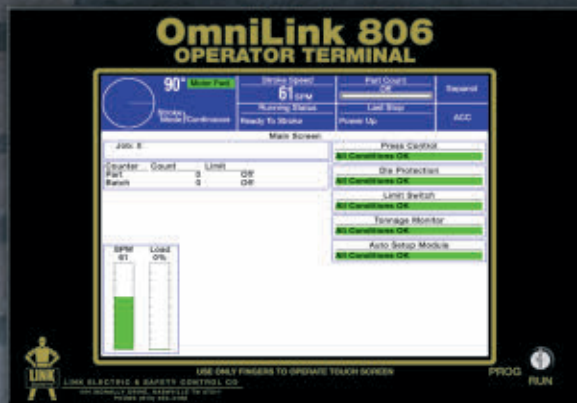 OmniLink 806
OPERATOR TERMINAL
90° Motor Fwd
Stroke Mode Continuous
Stroke Speed
61 SPM
Running Status
Ready To Stroke
Part Count
Off
Last Stop
Power Up
ACC
Main Screen
Job: 0
Counter Count Limit
Part 0 Off
Batch 0 Off
Press Control
All Conditions OK
Die Protection
All Conditions OK
Limit Switch
All Conditions OK
Tonnage Monitor
All Conditions OK
Auto Setup Module
All Conditions OK
SPM
61
Load
0%
USE ONLY FINGERS TO OPERATE TOUCH SCREEN
LINK
LINK ELECTRIC & SAFETY CONTROL CO
PROG
RUN